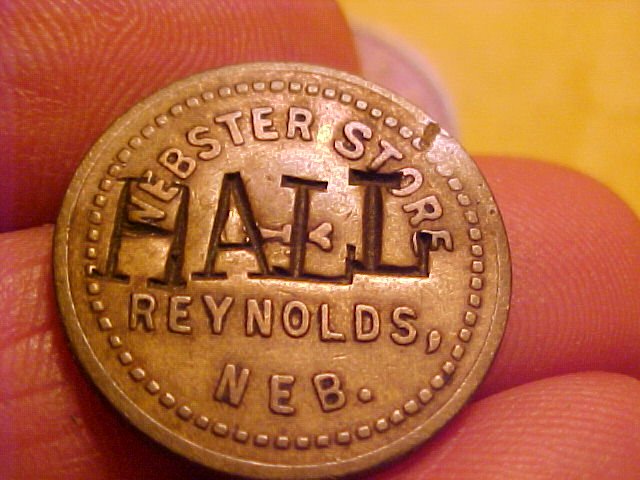 WEBSTER STORE
HALL
REYNOLDS,
NEB.